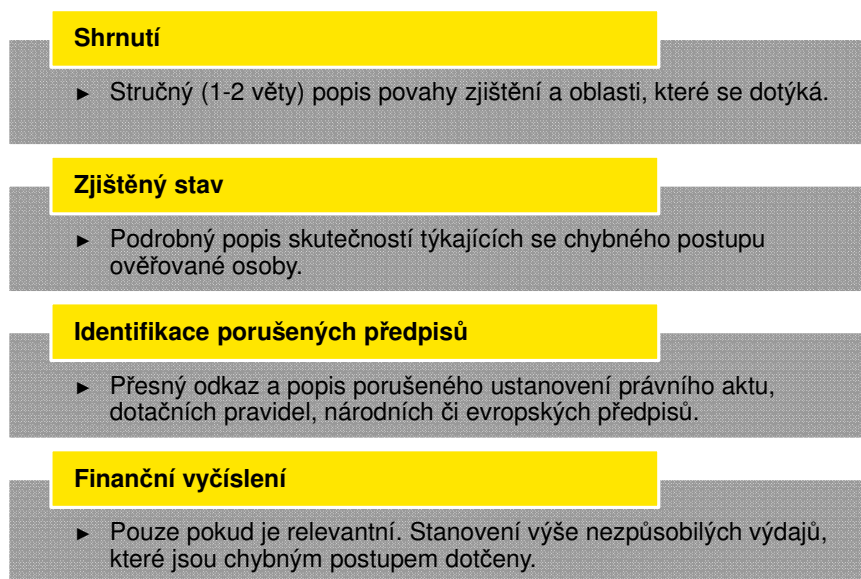 Shrnutí
► Stručný (1-2 věty) popis povahy zjištění a oblasti, které se dotýká.
Zjištěný stav
► Podrobný popis skutečností týkajících se chybného postupu
ověřované osoby.
Identifikace porušených předpisů
► Přesný odkaz a popis porušeného ustanovení právního aktu,
dotačních pravidel, národních či evropských předpisů.
Finanční vyčíslení
► Pouze pokud je relevantní. Stanovení výše nezpůsobilých výdajů,
které jsou chybným postupem dotčeny.